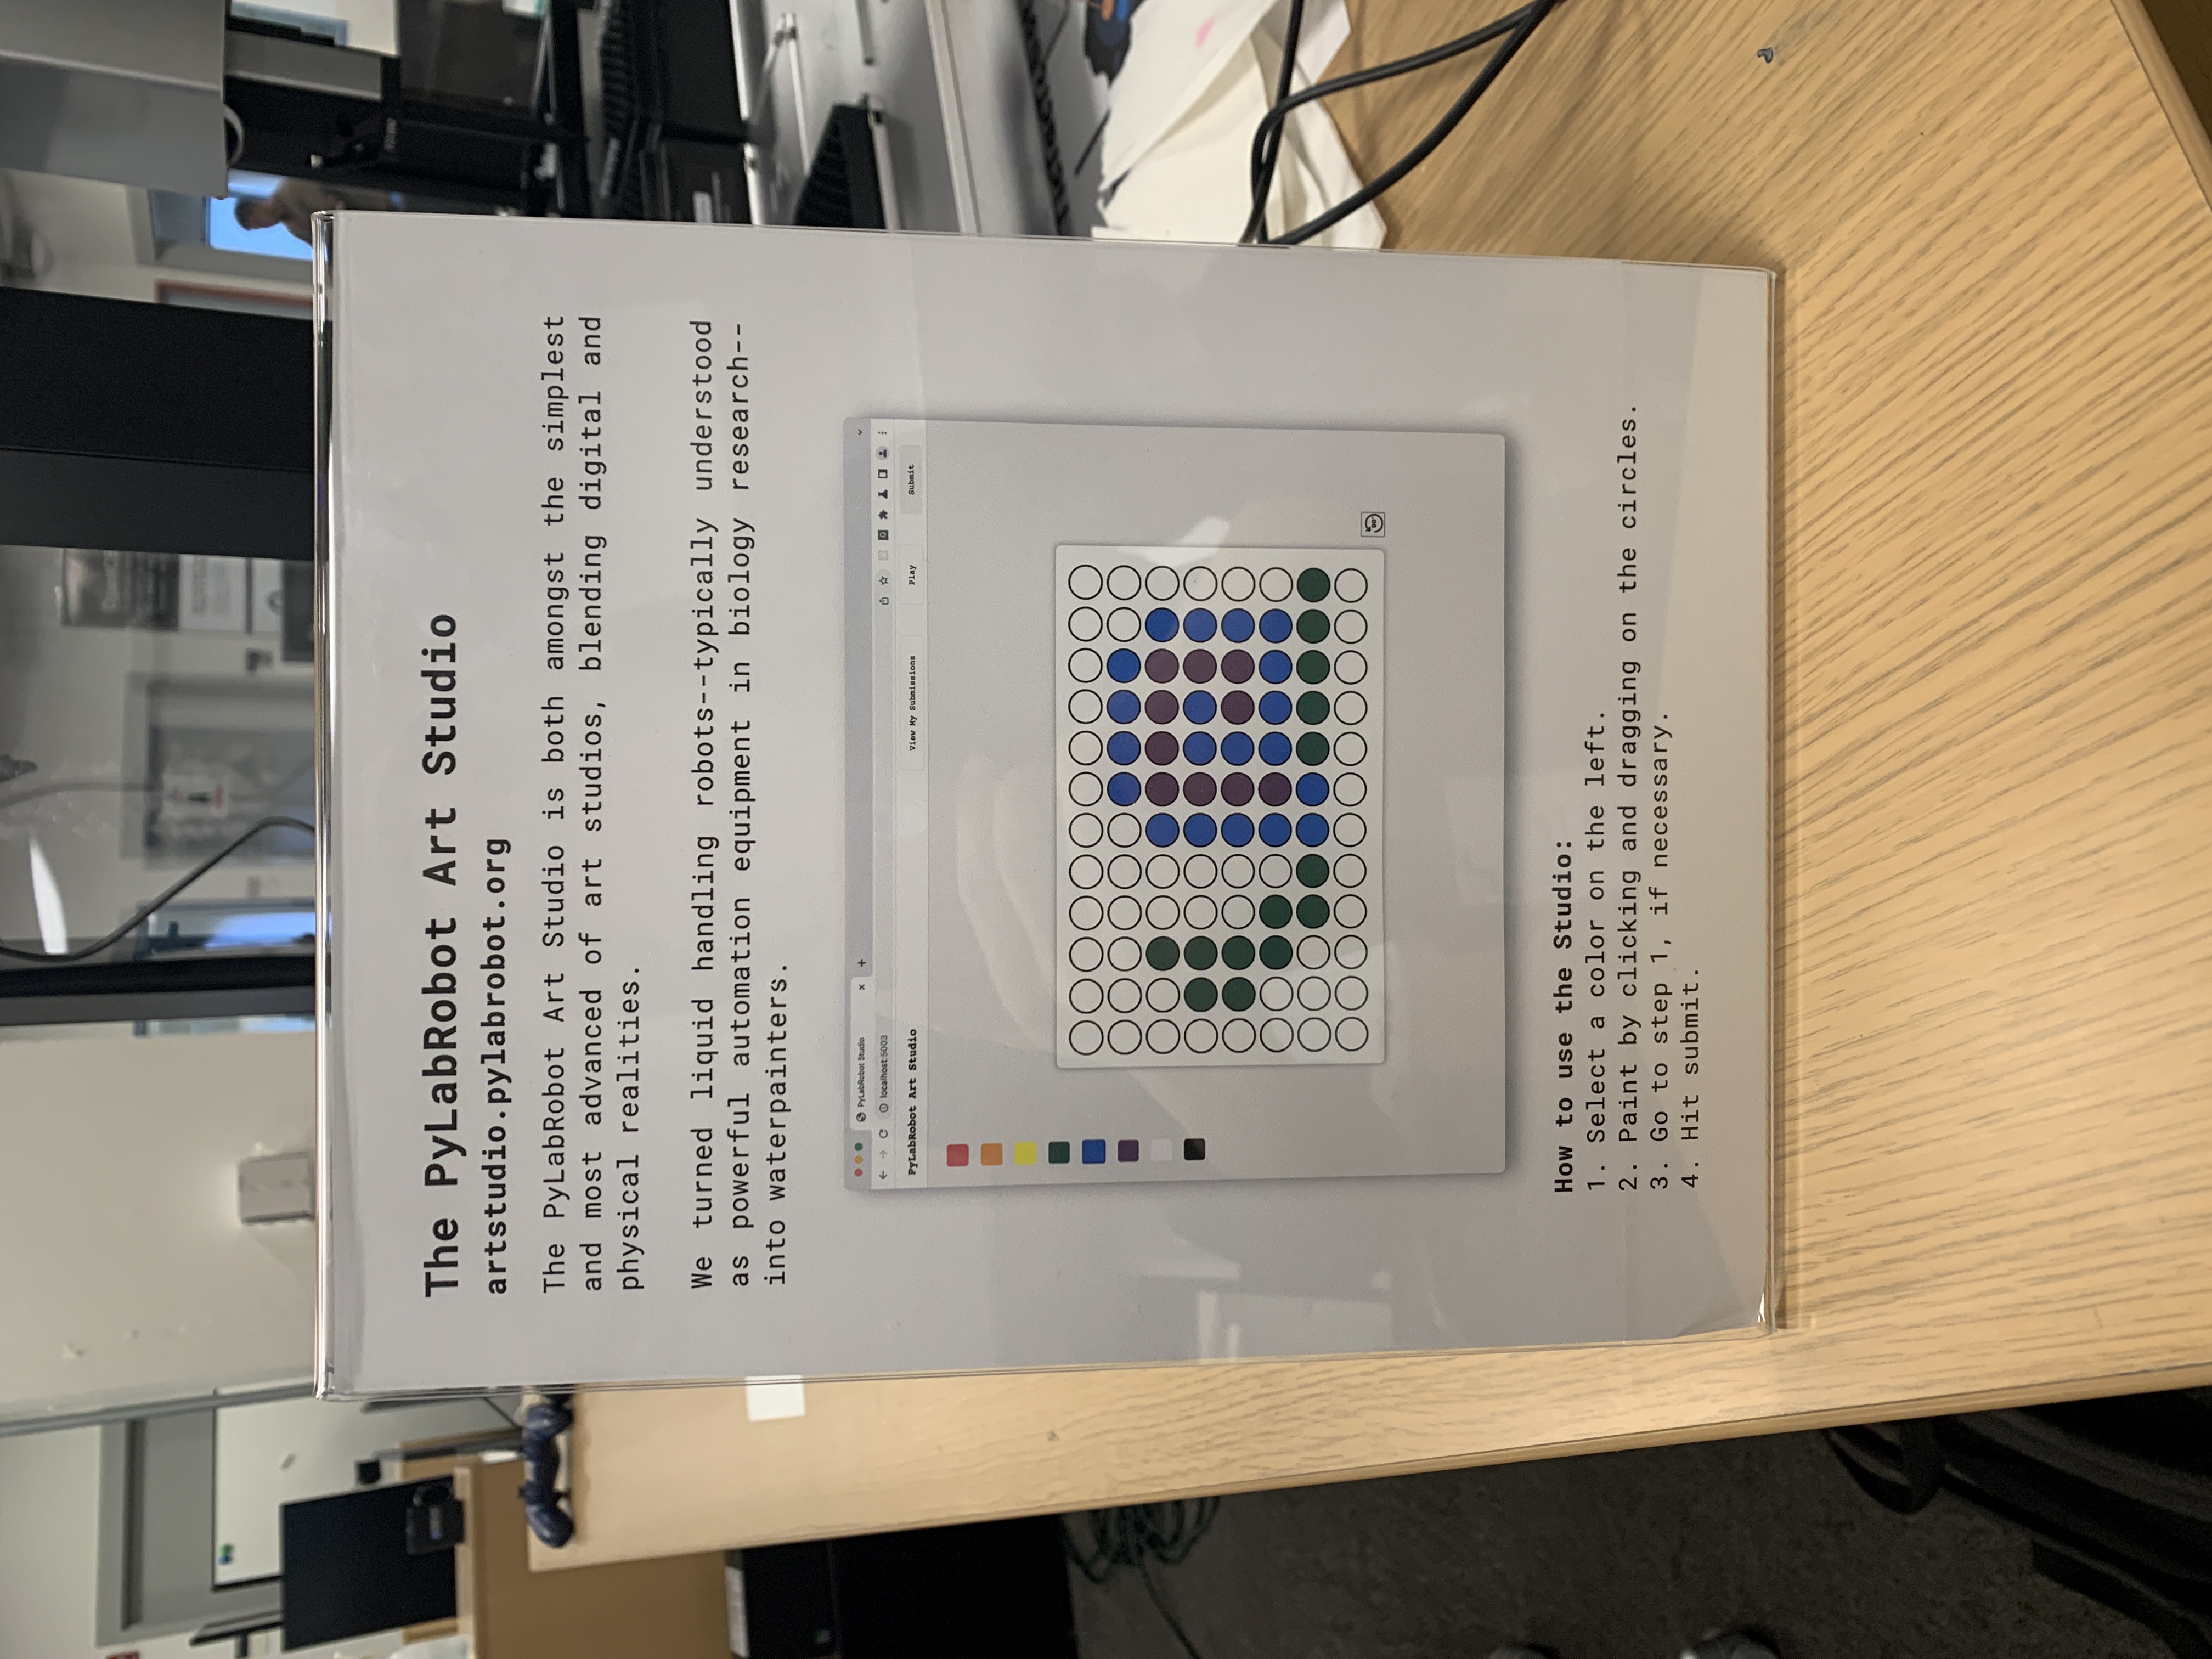 The PyLabRobot Art Studio
artstudio.pylabrobot.org
The PyLabRobot Art Studio is both amongst the simplest
and most advanced of art studios, blending digital and
physical realities.
We turned liquid handling robots--typically understood
as powerful automation equipment in biology research--
into waterpainters.
PyLabRobot Studio
localhost:5003
PyLabRobot Art Studio View My Submissions Play Submit
90°
How to use the Studio:
1. Select a color on the left.
2. Paint by clicking and dragging on the circles.
3. Go to step 1, if necessary.
4. Hit submit.